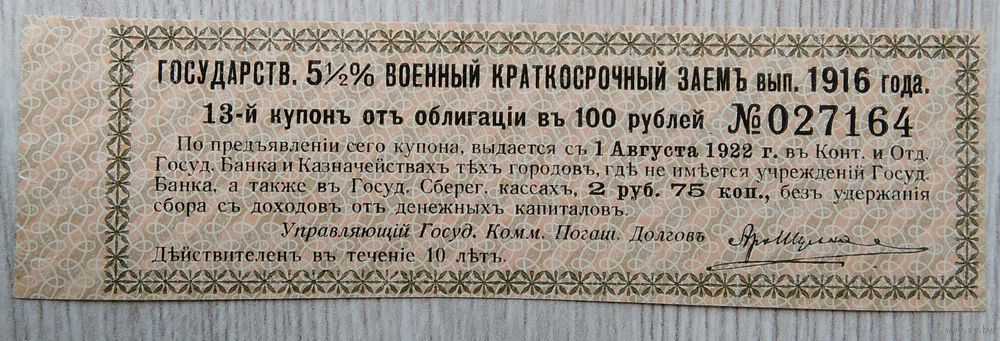 ГОСУДАРСТВ. 5½% ВОЕННЫЙ КРАТКОСРОЧНЫЙ ЗАЕМЪ ВЫП. 1916 ГОДА.
13-й купонъ отъ облигаціи въ 100 рублей №027164
По предъявленіи сего купона, выдается съ 1 Августа 1922 г. въ Конт. и Отд.
Госуд. Банка и Казначействахъ тѣхъ городовъ, гдѣ не имѣется учрежденій Госуд.
Банка, а также въ Госуд. Сберег. кассахъ, 2 руб. 75 коп., безъ удержанія
сбора съ доходовъ отъ денежныхъ капиталовъ.
Управляющій Госуд. Комм. Погаш. Долговъ
Дѣйствителенъ въ теченіе 10 лѣтъ.